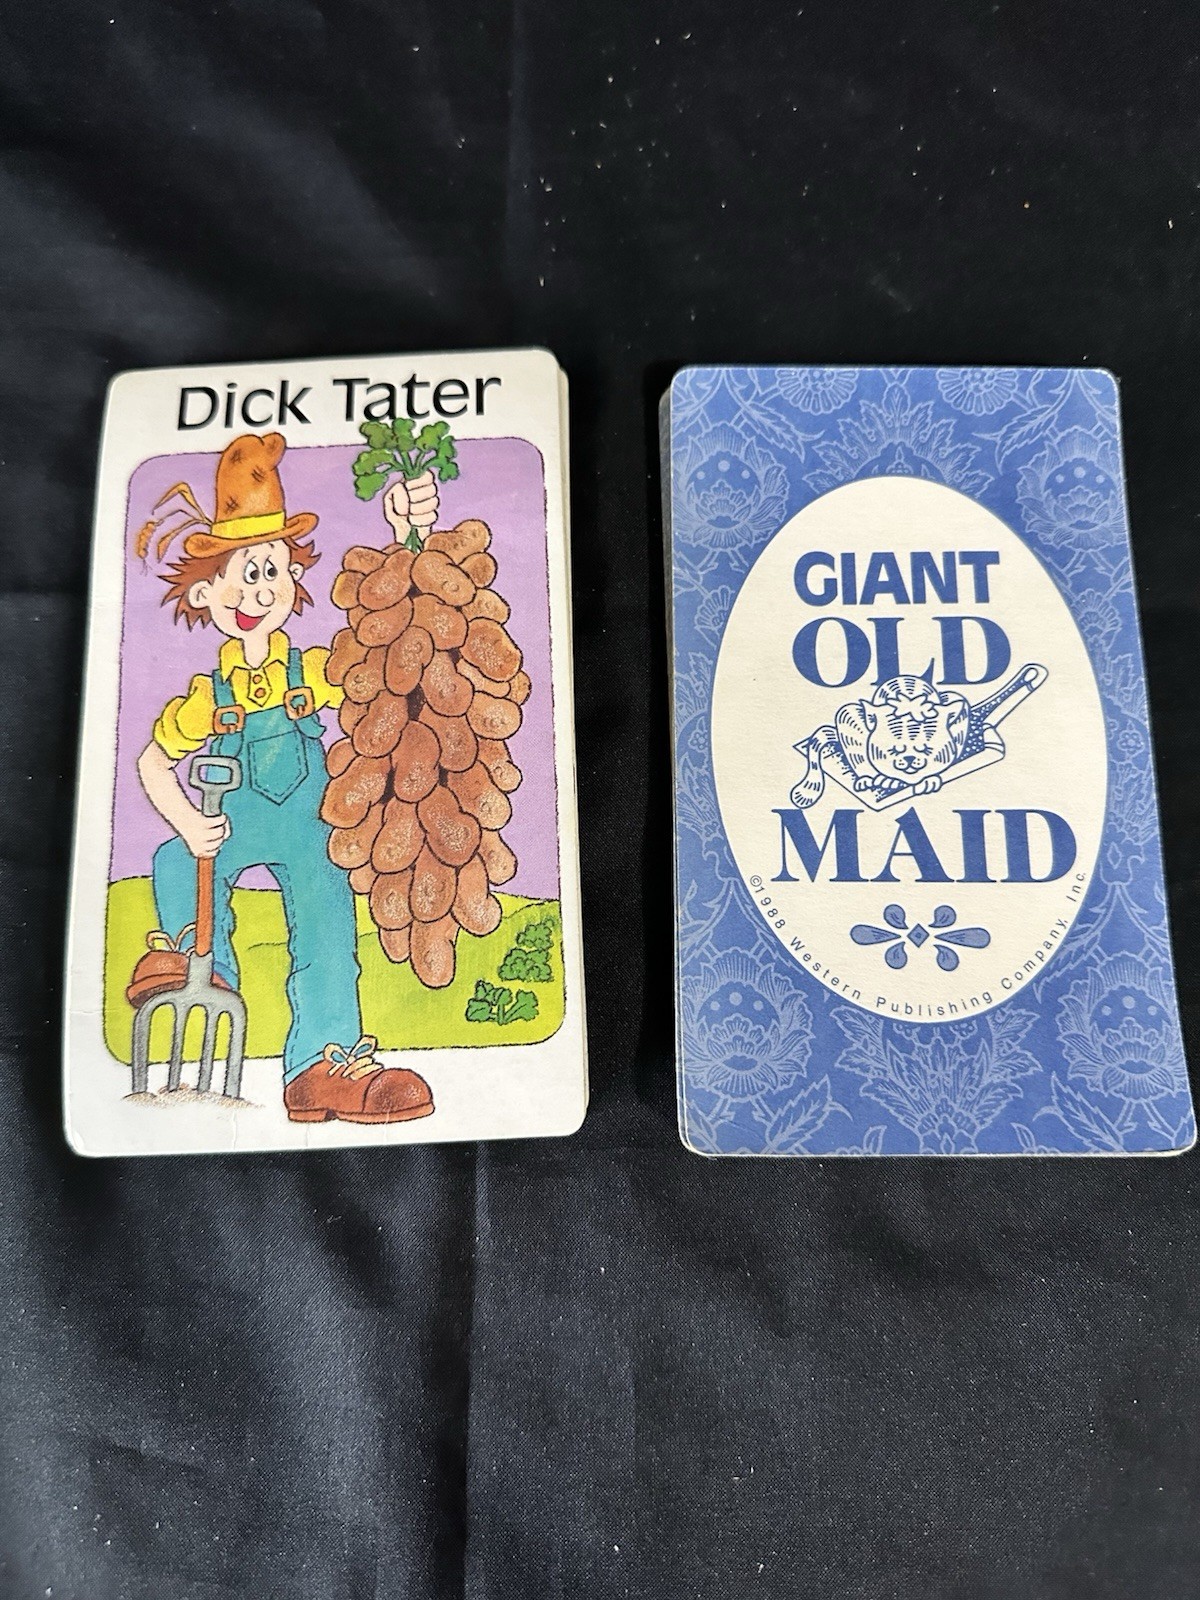 Dick Tater
GIANT
OLD
MAID
©1988 Western Publishing Company, Inc.